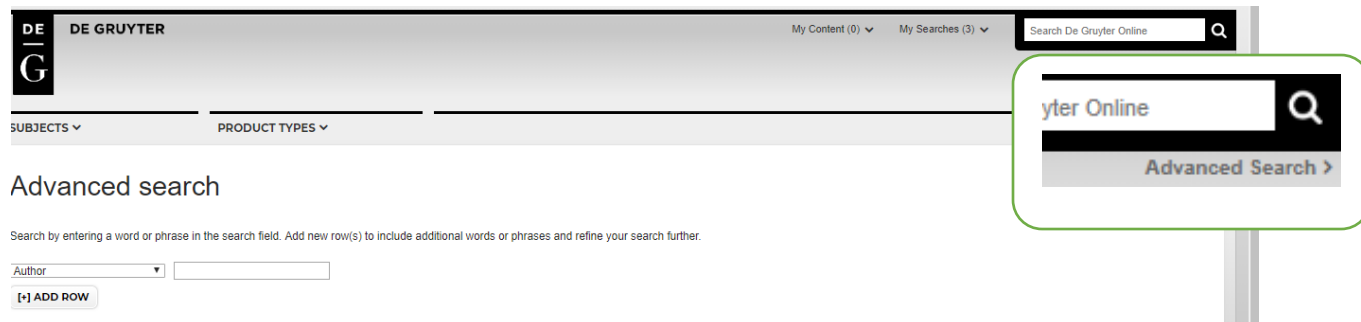 DE
G
DE GRUYTER
My Content (0)
My Searches (3)
Search De Gruyter Online
yter Online
Advanced Search >
SUBJECTS
PRODUCT TYPES
Advanced search
Search by entering a word or phrase in the search field. Add new row(s) to include additional words or phrases and refine your search further.
Author
[+] ADD ROW